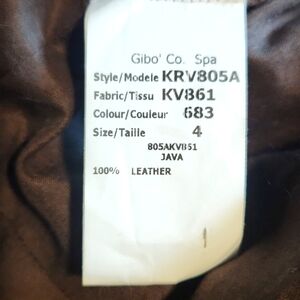 Gibo' Co. Spa
Style/Modele KRV805A
Fabric/Tissu KV861
Colour/Couleur 683
Size/Taille 4
805AKV861
JAVA
100% LEATHER